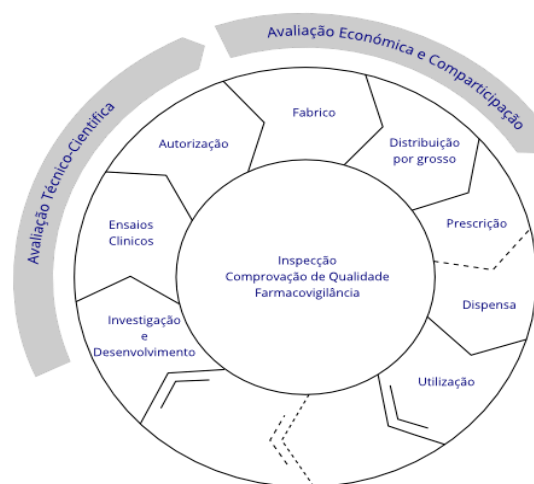 Avaliação Económica e Comparticipação
Avaliação Técnico-Científica
Fabrico
Autorização
Distribuição
por grosso
Ensaios
Clinicos
Prescrição
Inspecção
Comprovação de Qualidade
Farmacovigilância
Dispensa
Investigação
e
Desenvolvimento
Utilização